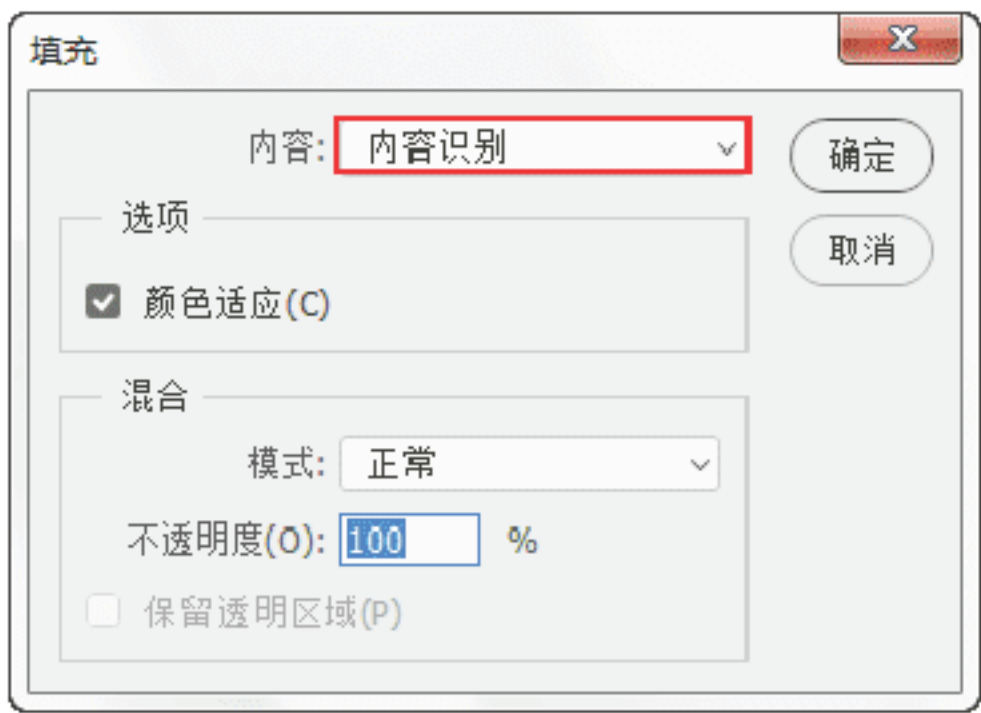 填充
内容: 内容识别
确定
选项
取消
颜色适应(C)
混合
模式: 正常
不透明度(O): 100 %
保留透明区域(P)